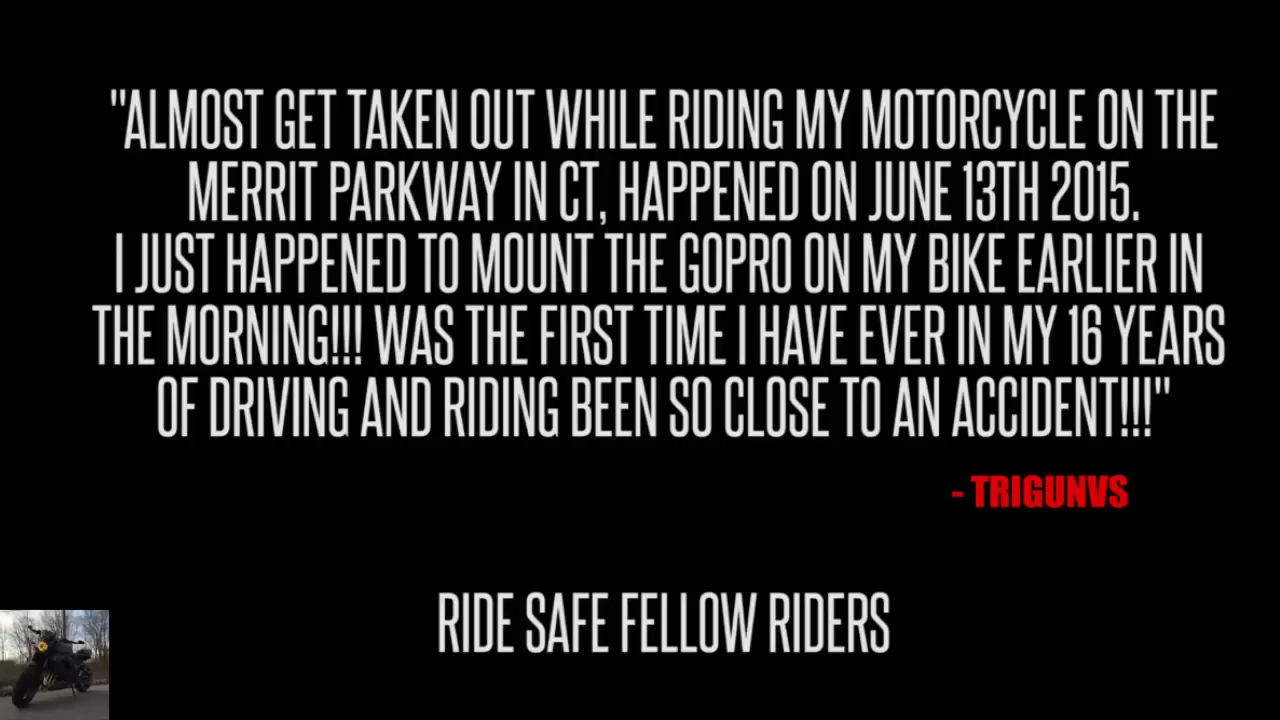 "ALMOST GET TAKEN OUT WHILE RIDING MY MOTORCYCLE ON THE
MERRIT PARKWAY IN CT, HAPPENED ON JUNE 13TH 2015.
I JUST HAPPENED TO MOUNT THE GOPRO ON MY BIKE EARLIER IN
THE MORNING!!! WAS THE FIRST TIME I HAVE EVER IN MY 16 YEARS
OF DRIVING AND RIDING BEEN SO CLOSE TO AN ACCIDENT!!!"
- TRIGUNVS
RIDE SAFE FELLOW RIDERS